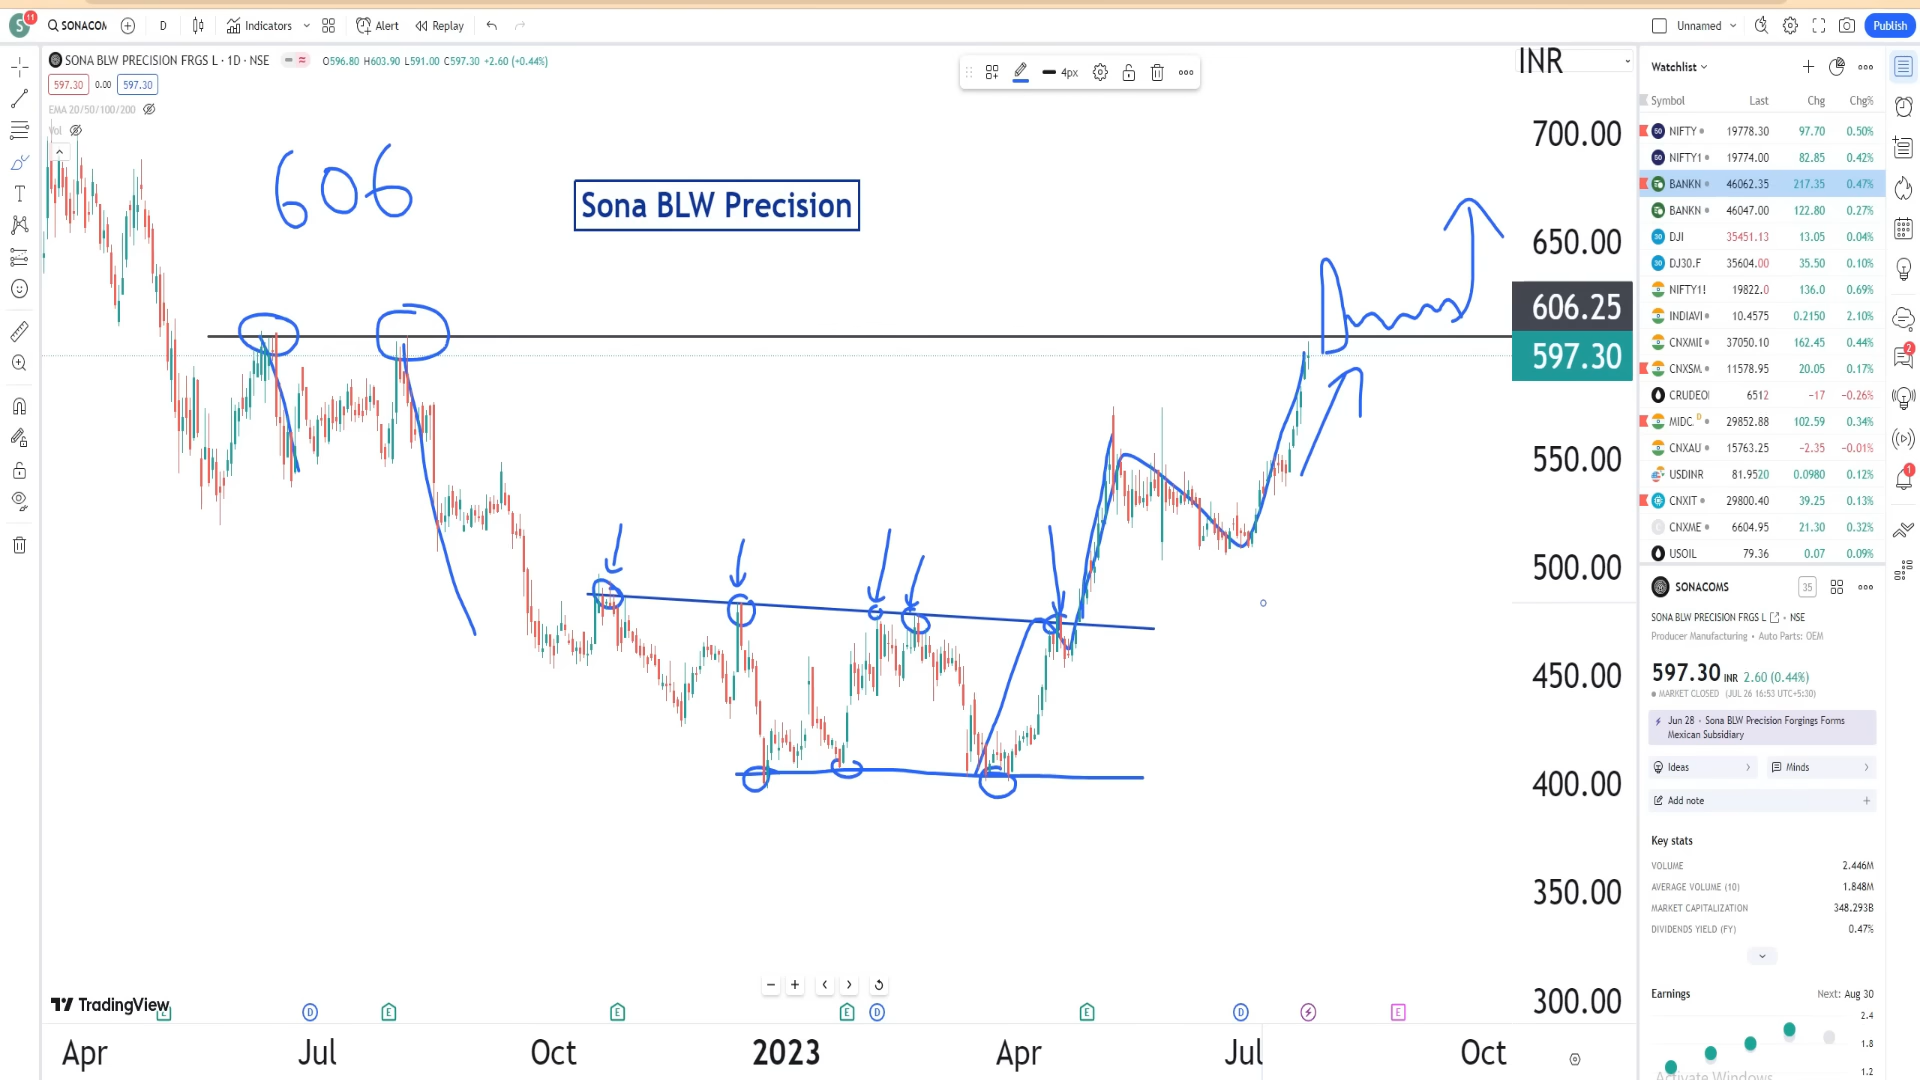 S 11 SONACOM D Indicators Alert Replay Unnamed Publish
SONA BLW PRECISION FRGS L · 1D · NSE O596.80 H603.90 L591.00 C597.30 +2.60 (+0.44%)
597.30 0.00 597.30
EMA 20/50/100/200
Vol
4px
INR
606
Sona BLW Precision
700.00
650.00
606.25
597.30
550.00
500.00
450.00
400.00
350.00
300.00
TradingView
D E E E D E D E
Apr Jul Oct 2023 Apr Jul Oct
Watchlist
Symbol Last Chg Chg%
NIFTY 19778.30 97.70 0.50%
NIFTY1 19774.00 82.85 0.42%
BANKN 46062.35 217.35 0.47%
BANKN 46047.00 122.80 0.27%
DJI 35451.13 13.05 0.04%
DJ30.F 35604.00 35.50 0.10%
NIFTY1! 19822.0 136.0 0.69%
INDIAVI 10.4575 0.2150 2.10%
CNXMI 37050.10 162.45 0.44%
CNXSM. 11578.95 20.05 0.17%
CRUDEOI 6512 −17 −0.26%
MIDC. D 29852.88 102.59 0.34%
CNXAU 15763.25 −2.35 −0.01%
USDINR 81.9520 0.0980 0.12%
CNXIT 29800.40 39.25 0.13%
CNXME 6604.95 21.30 0.32%
USOIL 79.36 0.07 0.09%
SONACOMS 35
SONA BLW PRECISION FRGS L · NSE
Producer Manufacturing · Auto Parts: OEM
597.30 INR 2.60 (0.44%)
MARKET CLOSED (JUL 26 16:53 UTC+5:30)
Jun 28 · Sona BLW Precision Forgings Forms
Mexican Subsidiary
Ideas Minds
Add note
Key stats
VOLUME 2.446M
AVERAGE VOLUME (10) 1.848M
MARKET CAPITALIZATION 348.293B
DIVIDENDS YIELD (FY) 0.47%
Earnings Next: Aug 30
2.4
1.8
1.2
Activate Windows
2
1